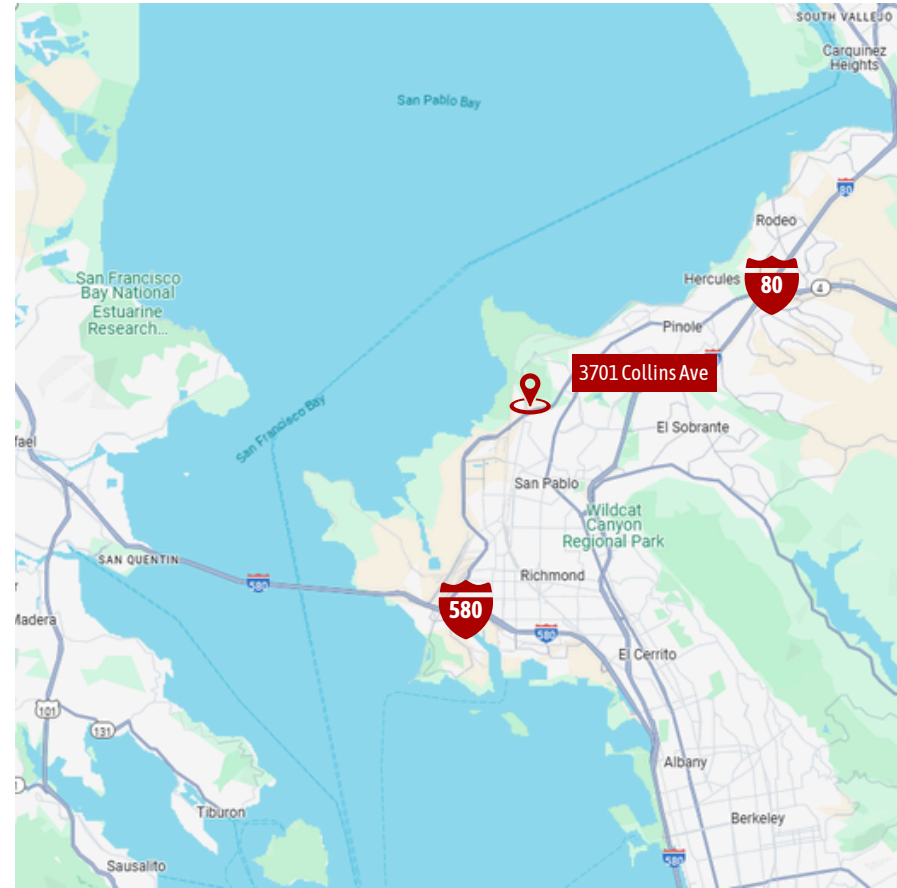 SOUTH VALLEJO
Carquinez
Heights
San Pablo Bay
80
Rodeo
San Francisco
Bay National
Estuarine
Research...
Hercules
80
4
Pinole
3701 Collins Ave
San Francisco Bay
fael
El Sobrante
San Pablo
Wildcat
Canyon
Regional Park
SAN QUENTIN
580
Richmond
580
Madera
580
El Cerrito
101
131
Albany
Tiburon
Berkeley
580
Sausalito